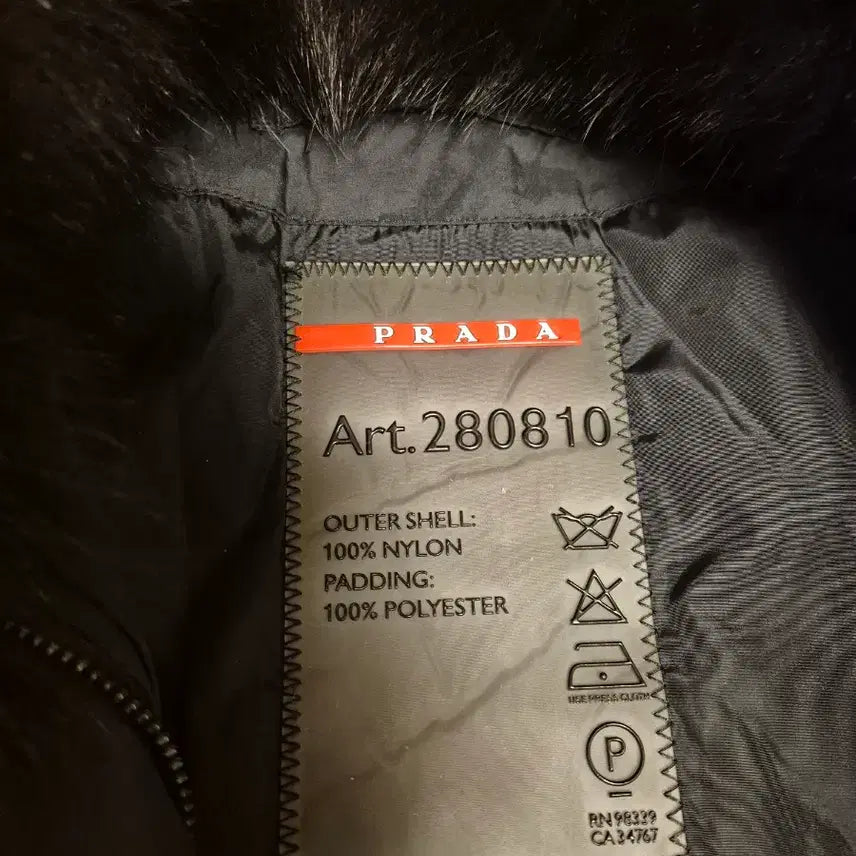 PRADA
Art.280810
OUTER SHELL:
100% NYLON
PADDING:
100% POLYESTER
USE PRESS CLOTH
P
RN 98339
CA 34767